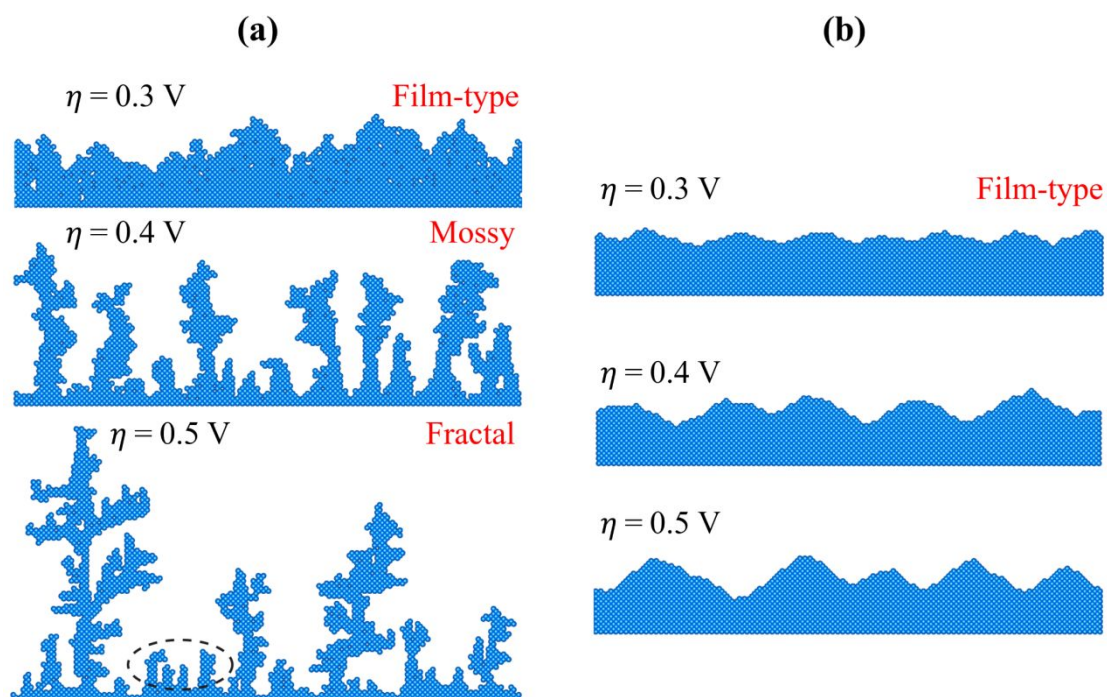 (a)
η = 0.3 V Film-type
η = 0.4 V Mossy
η = 0.5 V Fractal
(b)
η = 0.3 V
Film-type
η = 0.4 V
η = 0.5 V